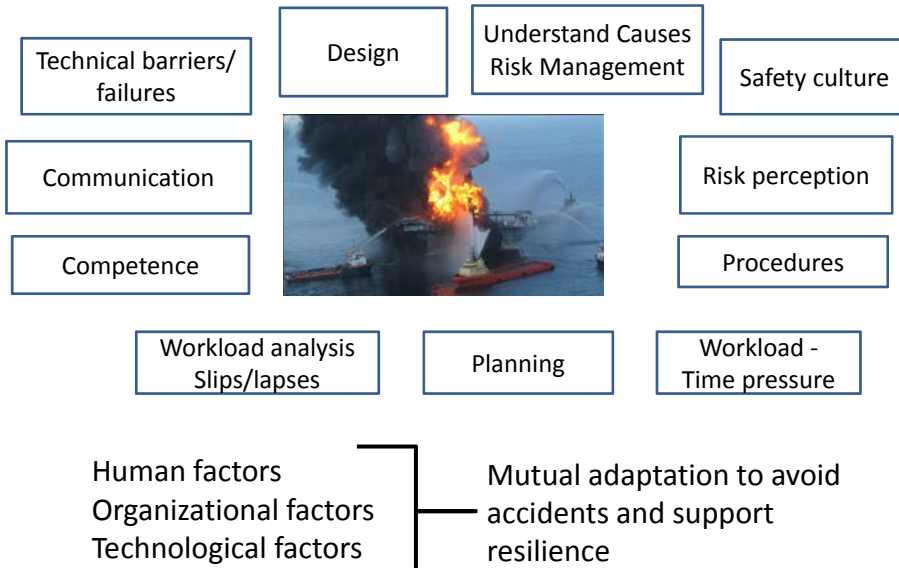 Technical barriers/
failures
Design
Understand Causes
Risk Management
Safety culture
Communication
Risk perception
Competence
Procedures
Workload analysis
Slips/lapses
Planning
Workload -
Time pressure
Human factors
Organizational factors
Technological factors
Mutual adaptation to avoid
accidents and support
resilience